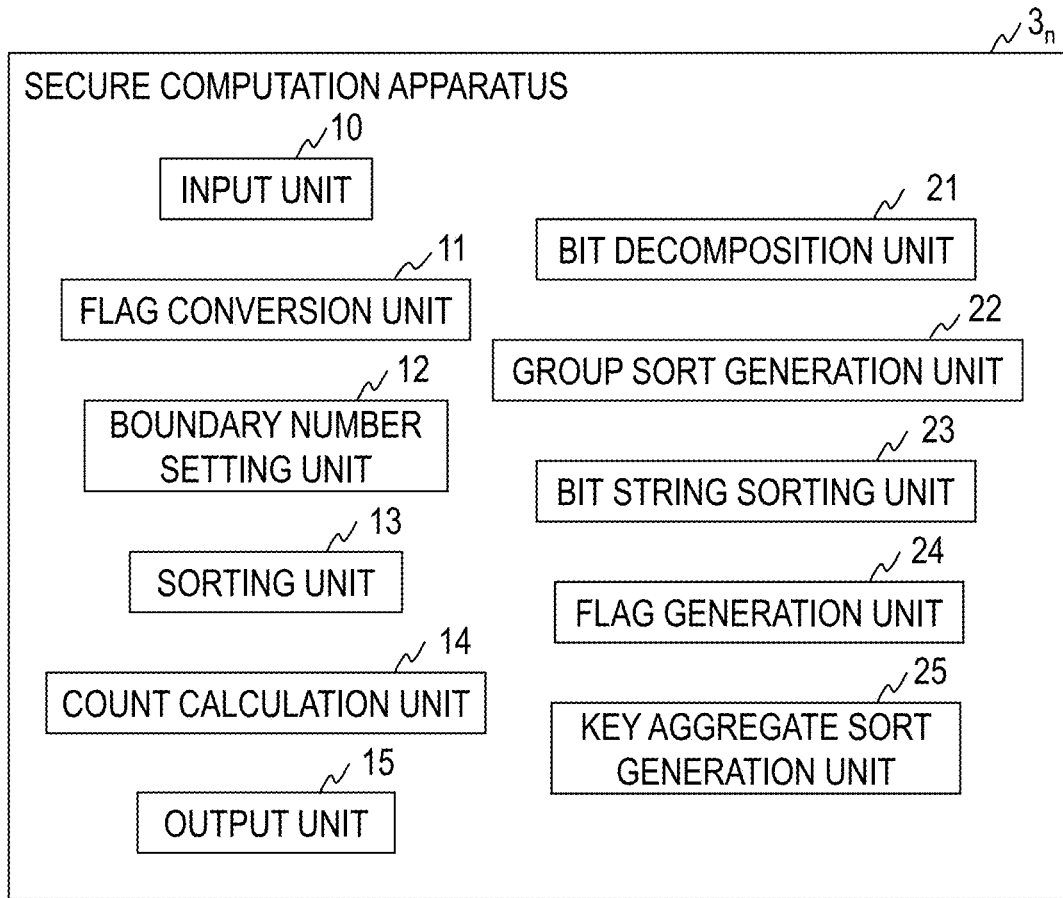 3n
SECURE COMPUTATION APPARATUS
10
INPUT UNIT
11
FLAG CONVERSION UNIT
12
BOUNDARY NUMBER
SETTING UNIT
13
SORTING UNIT
14
COUNT CALCULATION UNIT
15
OUTPUT UNIT
21
BIT DECOMPOSITION UNIT
22
GROUP SORT GENERATION UNIT
23
BIT STRING SORTING UNIT
24
FLAG GENERATION UNIT
25
KEY AGGREGATE SORT
GENERATION UNIT